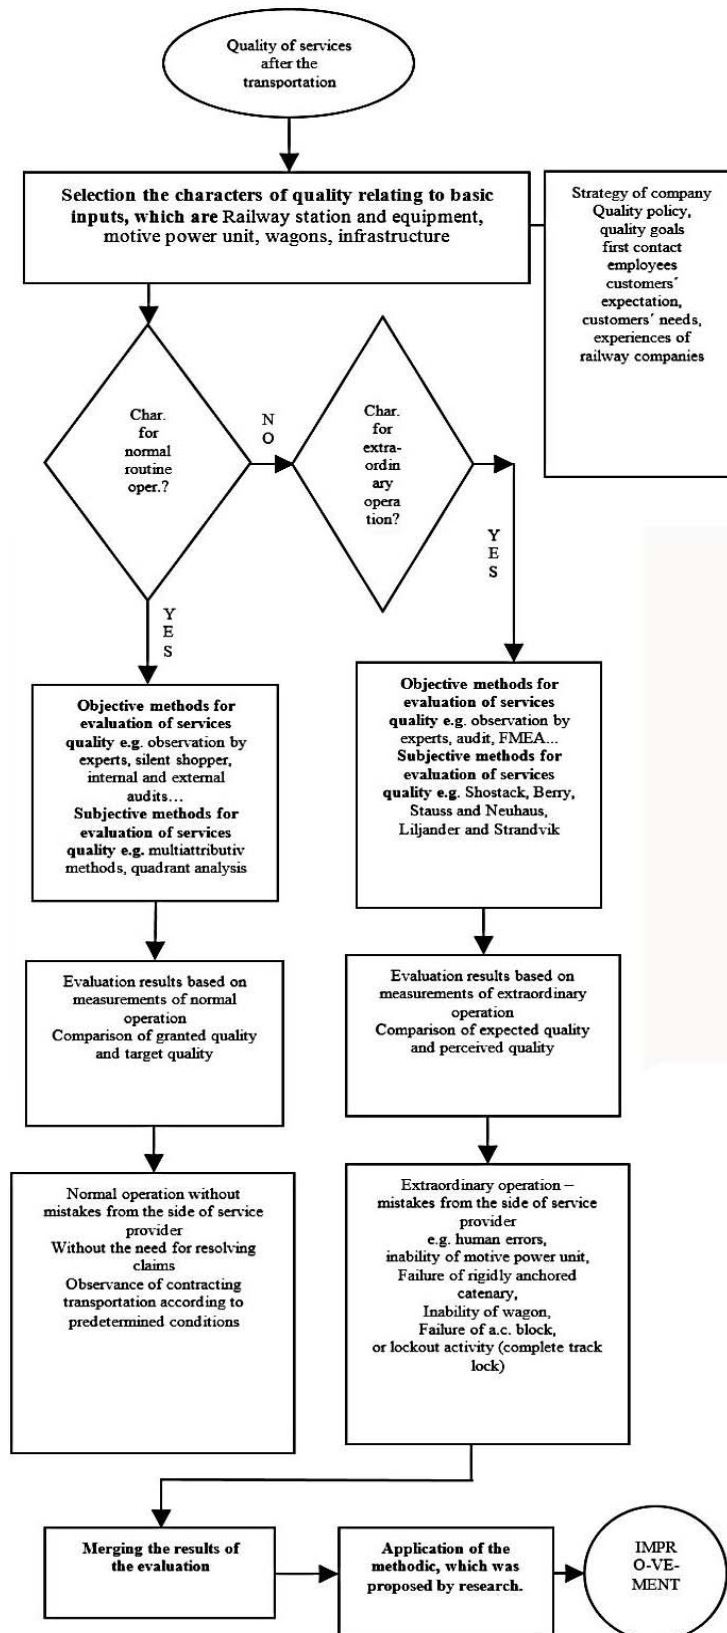 Quality of services
after the
transportation
Selection the characters of quality relating to basic
inputs, which are Railway station and equipment,
motive power unit, wagons, infrastructure
Strategy of company
Quality policy,
quality goals
first contact
employees
customers´
expectation,
customers´ needs,
experiences of
railway companies
Char.
for
normal
routine
oper.?
N
O
Char.
for
extra-
ordin
ary
opera
tion?
Y
E
S
Y
E
S
Objective methods for
evaluation of services
quality e.g. observation by
experts, silent shopper,
internal and external
audits…
Subjective methods for
evaluation of services
quality e.g. multiattributiv
methods, quadrant analysis
Objective methods for
evaluation of services
quality e.g. observation by
experts, audit, FMEA...
Subjective methods for
evaluation of services
quality e.g. Shostack, Berry,
Stauss and Neuhaus,
Liljander and Strandvik
Evaluation results based on
measurements of normal
operation
Comparison of granted quality
and target quality
Evaluation results based on
measurements of extraordinary
operation
Comparison of expected quality
and perceived quality
Normal operation without
mistakes from the side of service
provider
Without the need for resolving
claims
Observance of contracting
transportation according to
predetermined conditions
Extraordinary operation –
mistakes from the side of service
provider
e.g. human errors,
inability of motive power unit,
Failure of rigidly anchored
catenary,
Inability of wagon,
Failure of a.c. block,
or lockout activity (complete track
lock)
Merging the results of
the evaluation
Application of the
methodic, which was
proposed by research.
IMPR
O-VE-
MENT